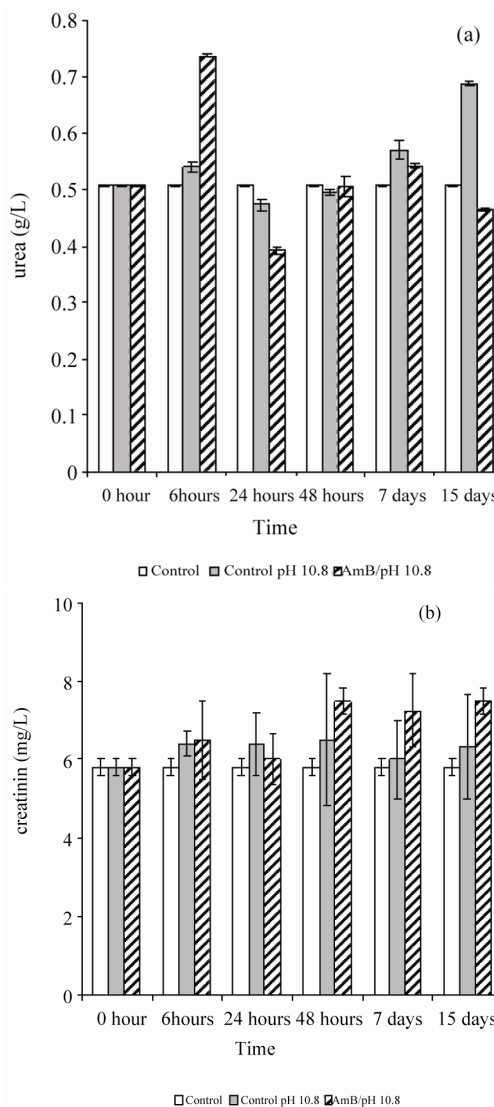 (a)
0.8
0.7
0.6
0.5
0.4
0.3
0.2
0.1
0
urea (g/L)
0 hour 6hours 24 hours 48 hours 7 days 15 days
Time
Control Control pH 10.8 AmB/pH 10.8
(b)
10
8
6
4
2
0
creatinin (mg/L)
0 hour 6hours 24 hours 48 hours 7 days 15 days
Time
Control Control pH 10.8 AmB/pH 10.8